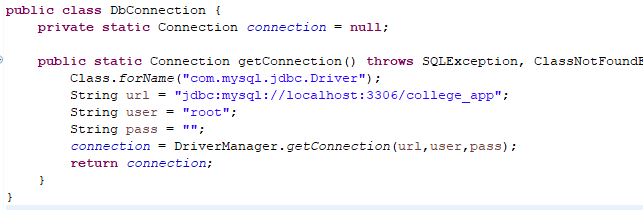 public class DbConnection {
    private static Connection connection = null;

    public static Connection getConnection() throws SQLException,
        Class.forName("com.mysql.jdbc.Driver");
        String url = "jdbc:mysql://localhost:3306/college_app";
        String user = "root";
        String pass = "";
        connection = DriverManager.getConnection(url,user,pass);
        return connection;
    }
}